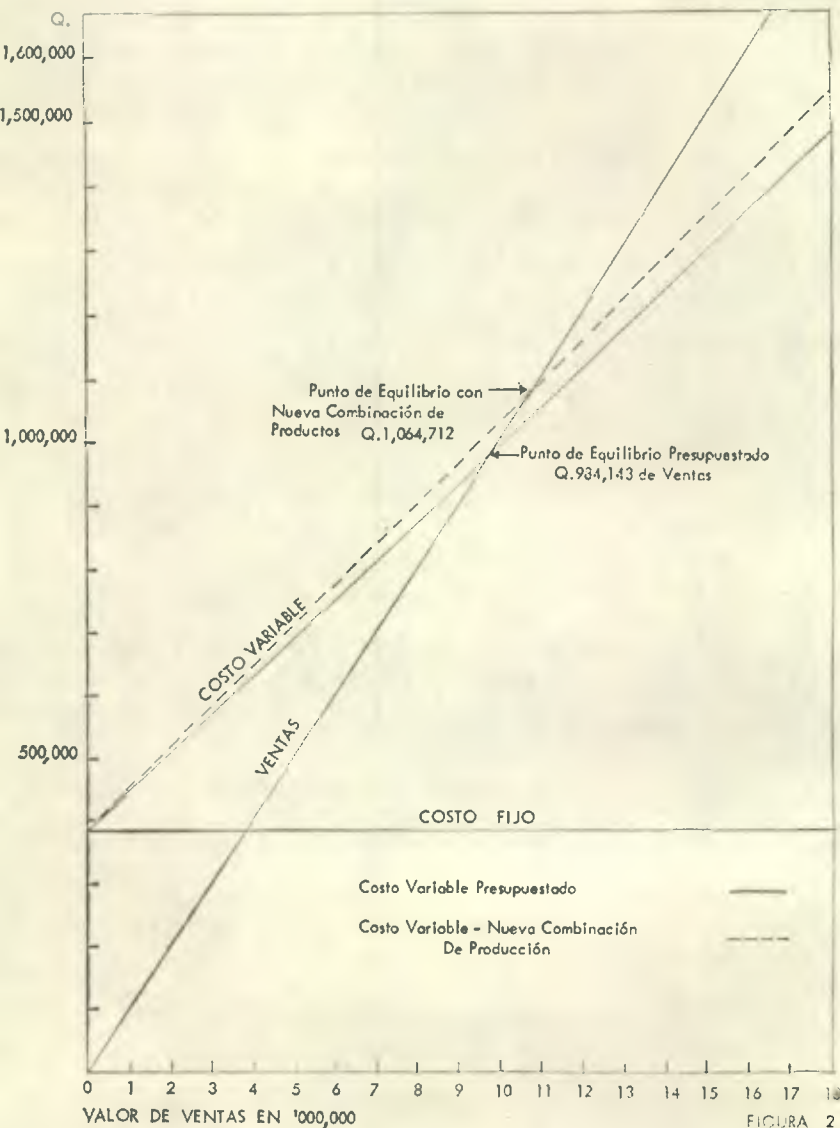 Q.
1,600,000
1,500,000
Punto de Equilibrio con
Nueva Combinación de
Productos Q.1,064,712
1,000,000
Punto de Equilibrio Presupuestado
Q.984,143 de Ventas
COSTO VARIABLE
VENTAS
500,000
COSTO FIJO
Costo Variable Presupuestado
Costo Variable - Nueva Combinación
De Producción
0 1 2 3 4 5 6 7 8 9 10 11 12 13 14 15 16 17 18
VALOR DE VENTAS EN '000,000
FIGURA 2